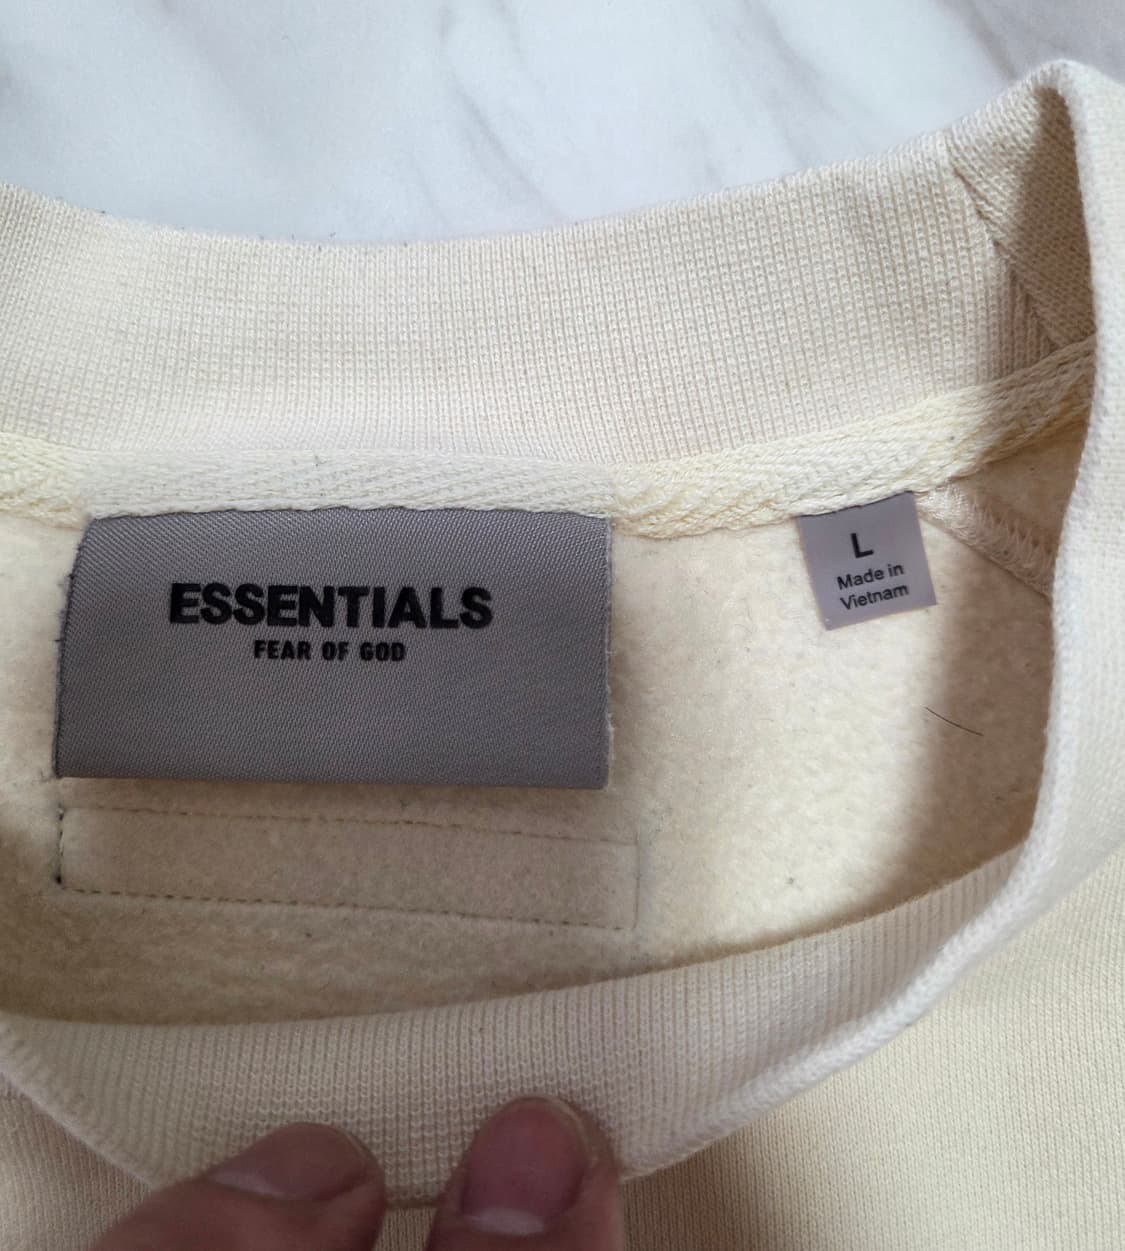 ESSENTIALS
FEAR OF GOD
L
Made in
Vietnam